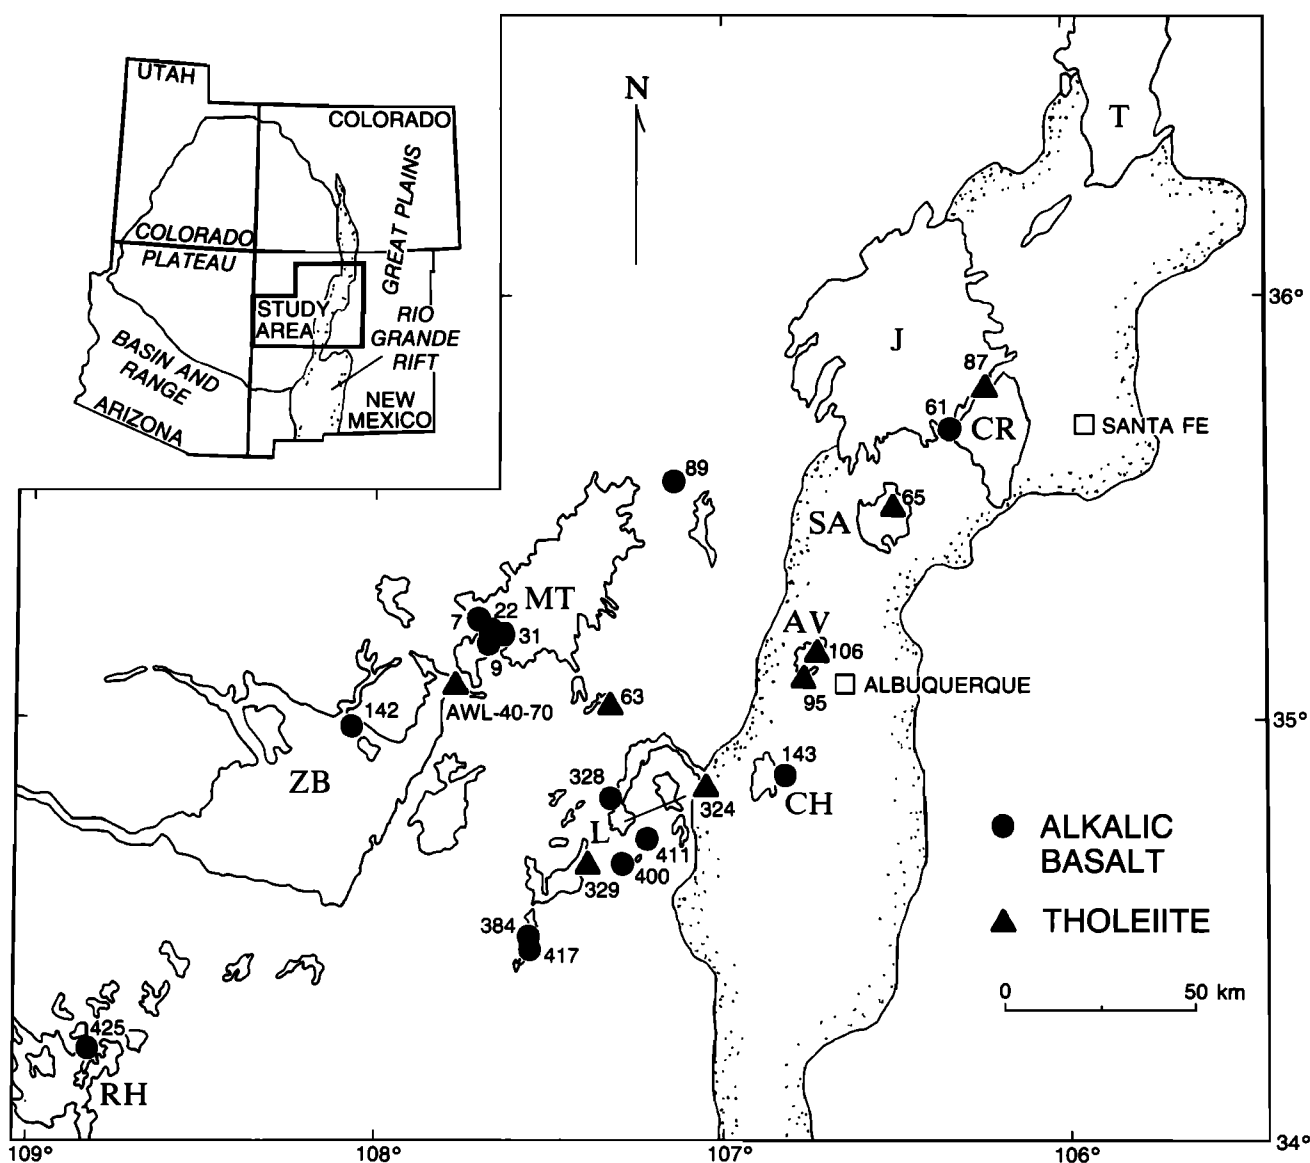 UTAH
COLORADO
COLORADO
PLATEAU
GREAT PLAINS
STUDY
AREA
RIO
GRANDE
RIFT
BASIN AND
RANGE
ARIZONA
NEW
MEXICO
N
T
36°
J
87
61
CR
SANTA FE
89
65
SA
MT
7
22
31
9
AV
106
ALBUQUERQUE
95
63
AWL-40-70
142
35°
ZB
143
CH
328
324
L
411
400
329
384
417
ALKALIC
BASALT
THOLEIITE
0 50 km
425
RH
109°
108°
107°
106°
34°